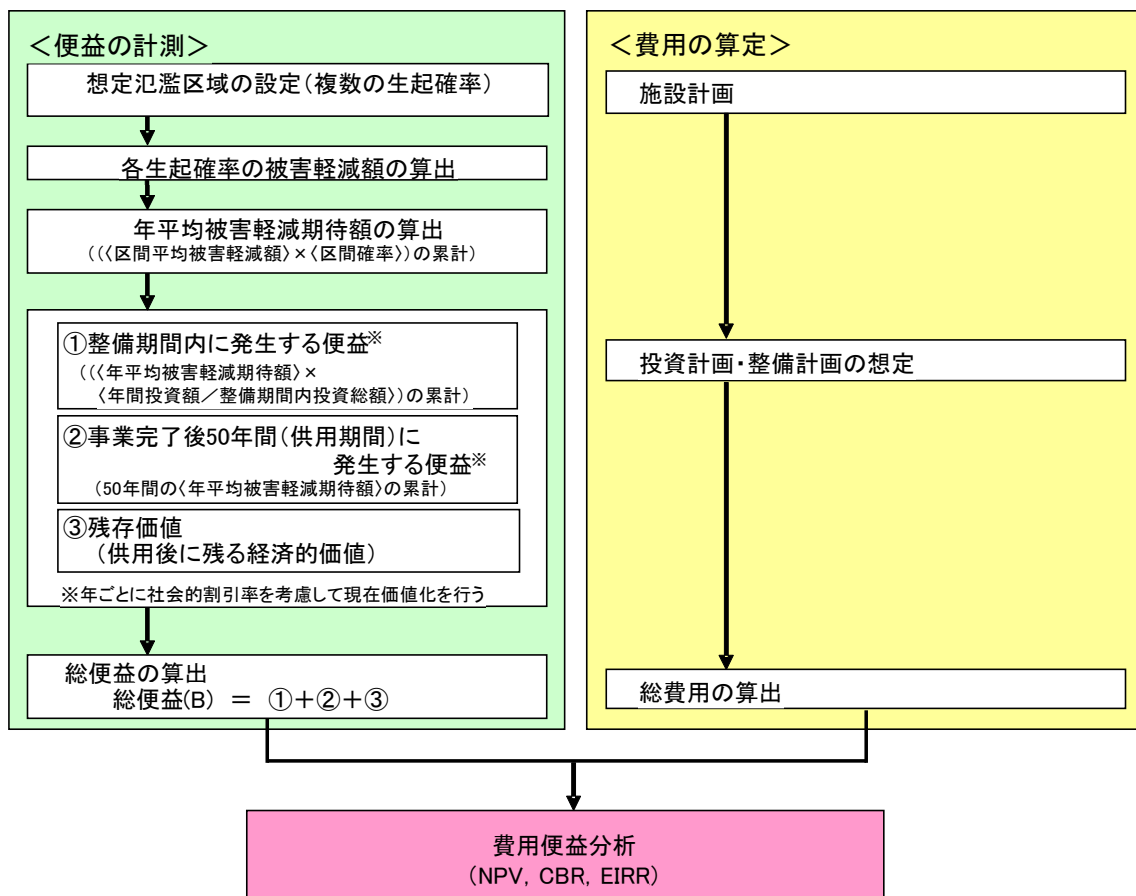 ＜便益の計測＞
想定氾濫区域の設定(複数の生起確率)
各生起確率の被害軽減額の算出
年平均被害軽減期待額の算出
((〈区間平均被害軽減額〉×〈区間確率〉)の累計)
①整備期間内に発生する便益※
((〈年平均被害軽減期待額〉×
〈年間投資額／整備期間内投資総額〉)の累計)
②事業完了後50年間(供用期間)に
発生する便益※
(50年間の〈年平均被害軽減期待額〉の累計)
③残存価値
(供用後に残る経済的価値)
※年ごとに社会的割引率を考慮して現在価値化を行う
総便益の算出
総便益(B) ＝ ①＋②＋③
＜費用の算定＞
施設計画
投資計画・整備計画の想定
総費用の算出
費用便益分析
(NPV, CBR, EIRR)